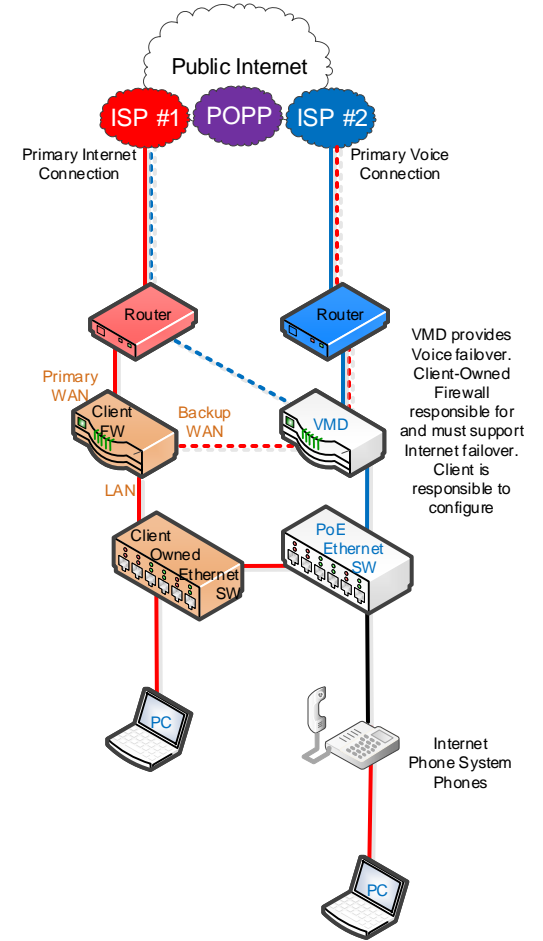 Public Internet
ISP #1
POPP
ISP #2
Primary Internet
Connection
Primary Voice
Connection
Router
Router
VMD provides
Voice failover.
Client-Owned
Firewall
responsible for
and must support
Internet failover.
Client is
responsible to
configure
Primary
WAN
Client
FW
Backup
WAN
VMD
LAN
Client
Owned
Ethernet
SW
PoE
Ethernet
SW
PC
Internet
Phone System
Phones
PC